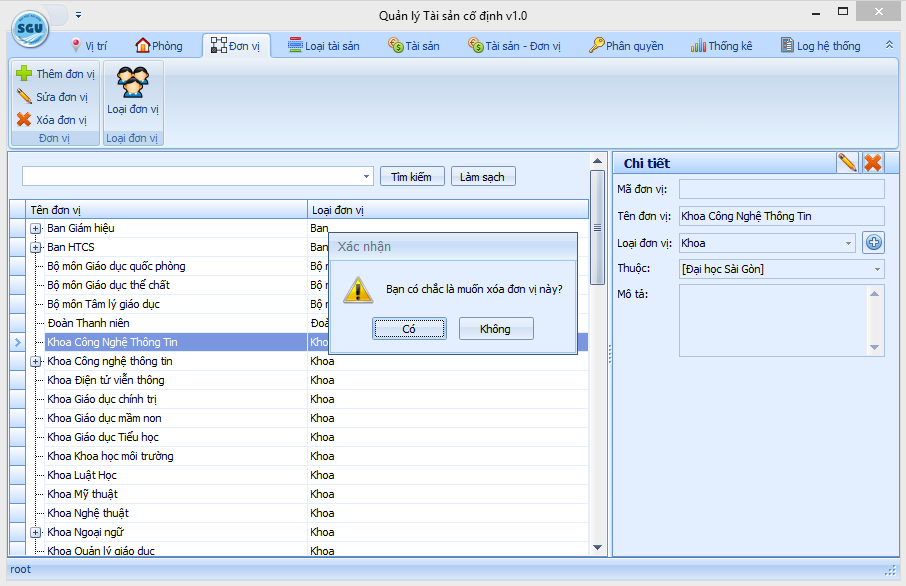 Quản lý Tài sản cố định v1.0
SGU
Vị trí
Phòng
Đơn vị
Loại tài sản
Tài sản
Tài sản - Đơn vị
Phân quyền
Thống kê
Log hệ thống
Thêm đơn vị
Sửa đơn vị
Xóa đơn vị
Đơn vị
Loại đơn vị
Loại đơn vị
Tìm kiếm
Làm sạch
Tên đơn vị
Loại đơn vị
Ban Giám hiệu
Ban
Ban HTCS
Ban
Bộ môn Giáo dục quốc phòng
Bộ
Bộ môn Giáo dục thể chất
Bộ
Bộ môn Tâm lý giáo dục
Bộ
Đoàn Thanh niên
Khoa Công Nghệ Thông Tin
Khoa Công nghệ thông tin
Khoa
Khoa Điện tử viễn thông
Khoa
Khoa Giáo dục chính trị
Khoa
Khoa Giáo dục mầm non
Khoa
Khoa Giáo dục Tiểu học
Khoa
Khoa Khoa học môi trường
Khoa
Khoa Luật Học
Khoa
Khoa Mỹ thuật
Khoa
Khoa Nghệ thuật
Khoa
Khoa Ngoại ngữ
Khoa
Khoa Quản lý giáo dục
Khoa
Xác nhận
Bạn có chắc là muốn xóa đơn vị này?
Có
Không
Chi tiết
Mã đơn vị:
Tên đơn vị: Khoa Công Nghệ Thông Tin
Loại đơn vị: Khoa
Thuộc: [Đại học Sài Gòn]
Mô tả:
root